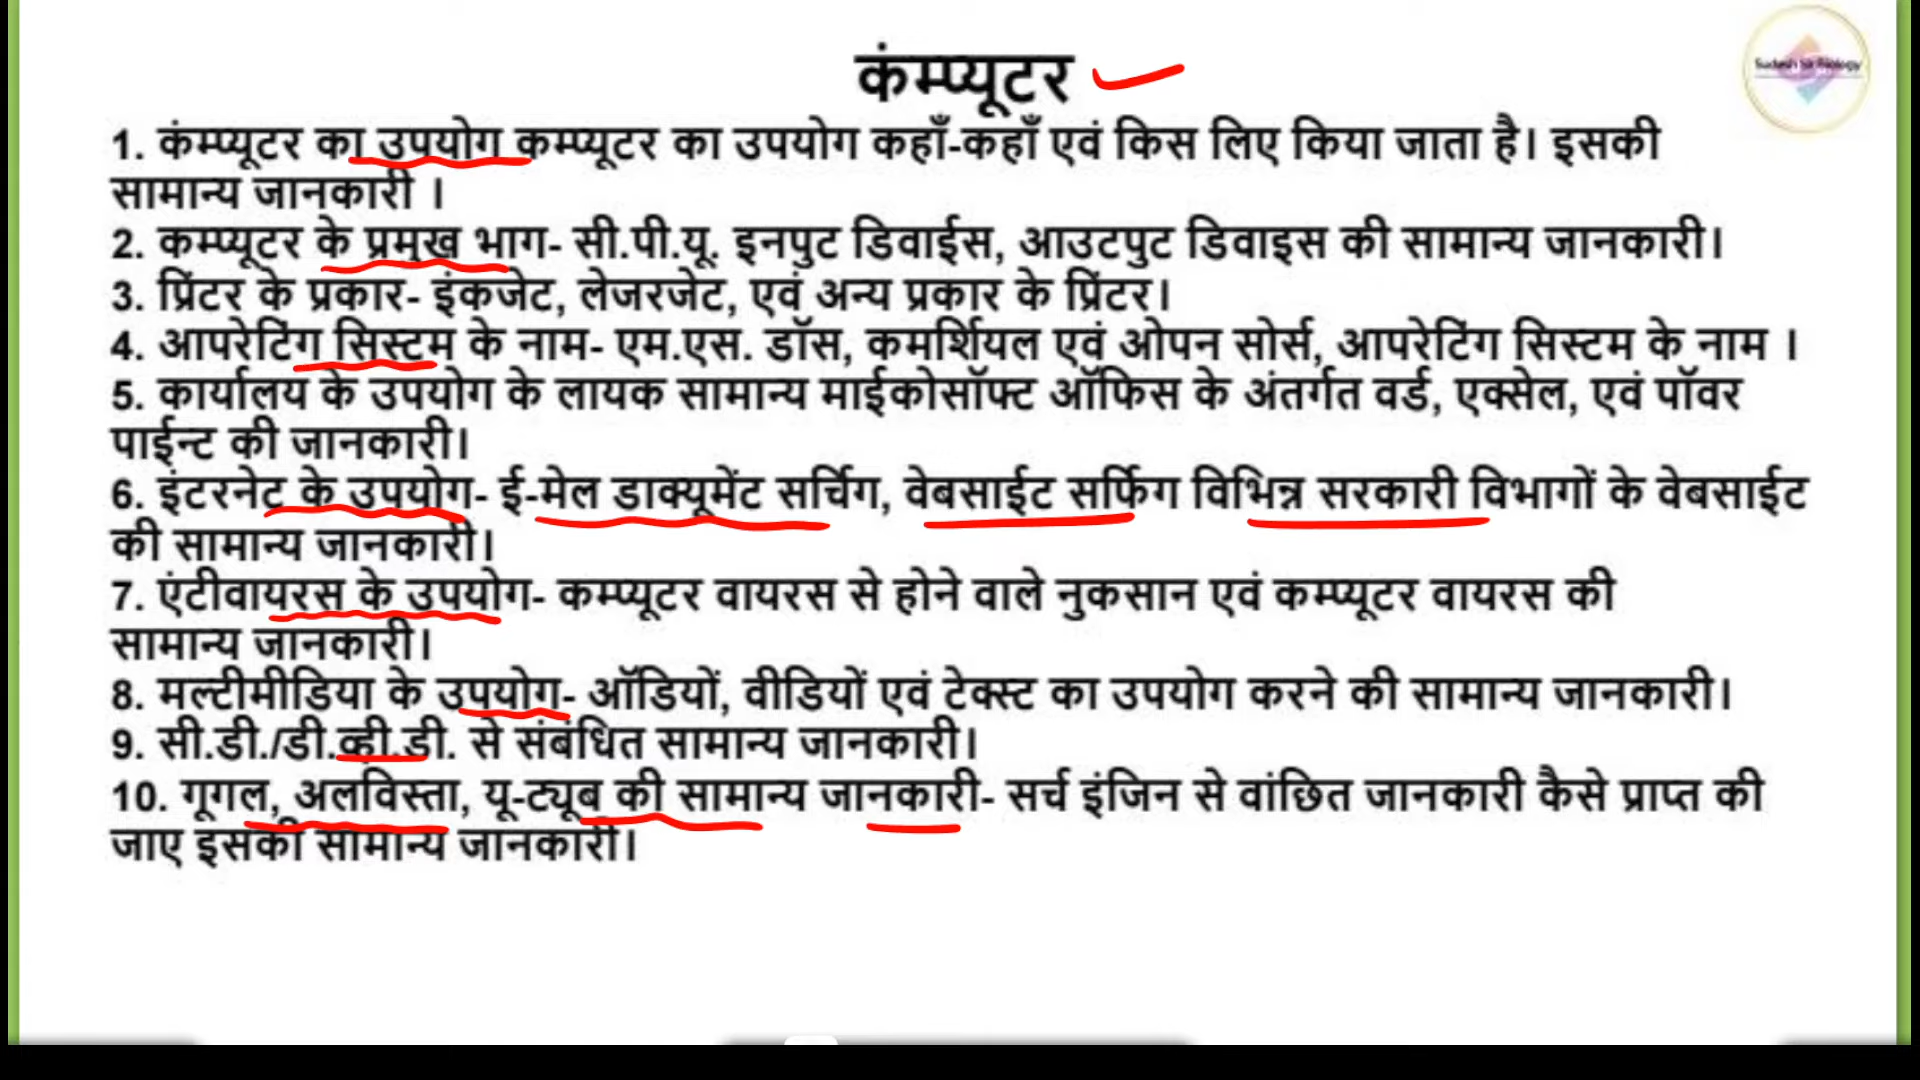 कंम्प्यूटर
Sudesh Sir Biology
1. कंम्प्यूटर का उपयोग कम्प्यूटर का उपयोग कहाँ-कहाँ एवं किस लिए किया जाता है। इसकी
सामान्य जानकारी ।
2. कम्प्यूटर के प्रमुख भाग- सी.पी.यू. इनपुट डिवाईस, आउटपुट डिवाइस की सामान्य जानकारी।
3. प्रिंटर के प्रकार- इंकजेट, लेजरजेट, एवं अन्य प्रकार के प्रिंटर।
4. आपरेटिंग सिस्टम के नाम- एम.एस. डॉस, कमर्शियल एवं ओपन सोर्स, आपरेटिंग सिस्टम के नाम ।
5. कार्यालय के उपयोग के लायक सामान्य माईकोसॉफ्ट ऑफिस के अंतर्गत वर्ड, एक्सेल, एवं पॉवर
पाईन्ट की जानकारी।
6. इंटरनेट के उपयोग- ई-मेल डाक्यूमेंट सर्चिग, वेबसाईट सर्फिग विभिन्न सरकारी विभागों के वेबसाईट
की सामान्य जानकारी।
7. एंटीवायरस के उपयोग- कम्प्यूटर वायरस से होने वाले नुकसान एवं कम्प्यूटर वायरस की
सामान्य जानकारी।
8. मल्टीमीडिया के उपयोग- ऑडियों, वीडियों एवं टेक्स्ट का उपयोग करने की सामान्य जानकारी।
9. सी.डी./डी.व्ही.डी. से संबंधित सामान्य जानकारी।
10. गूगल, अलविस्ता, यू-ट्यूब की सामान्य जानकारी- सर्च इंजिन से वांछित जानकारी कैसे प्राप्त की
जाए इसकी सामान्य जानकारी।